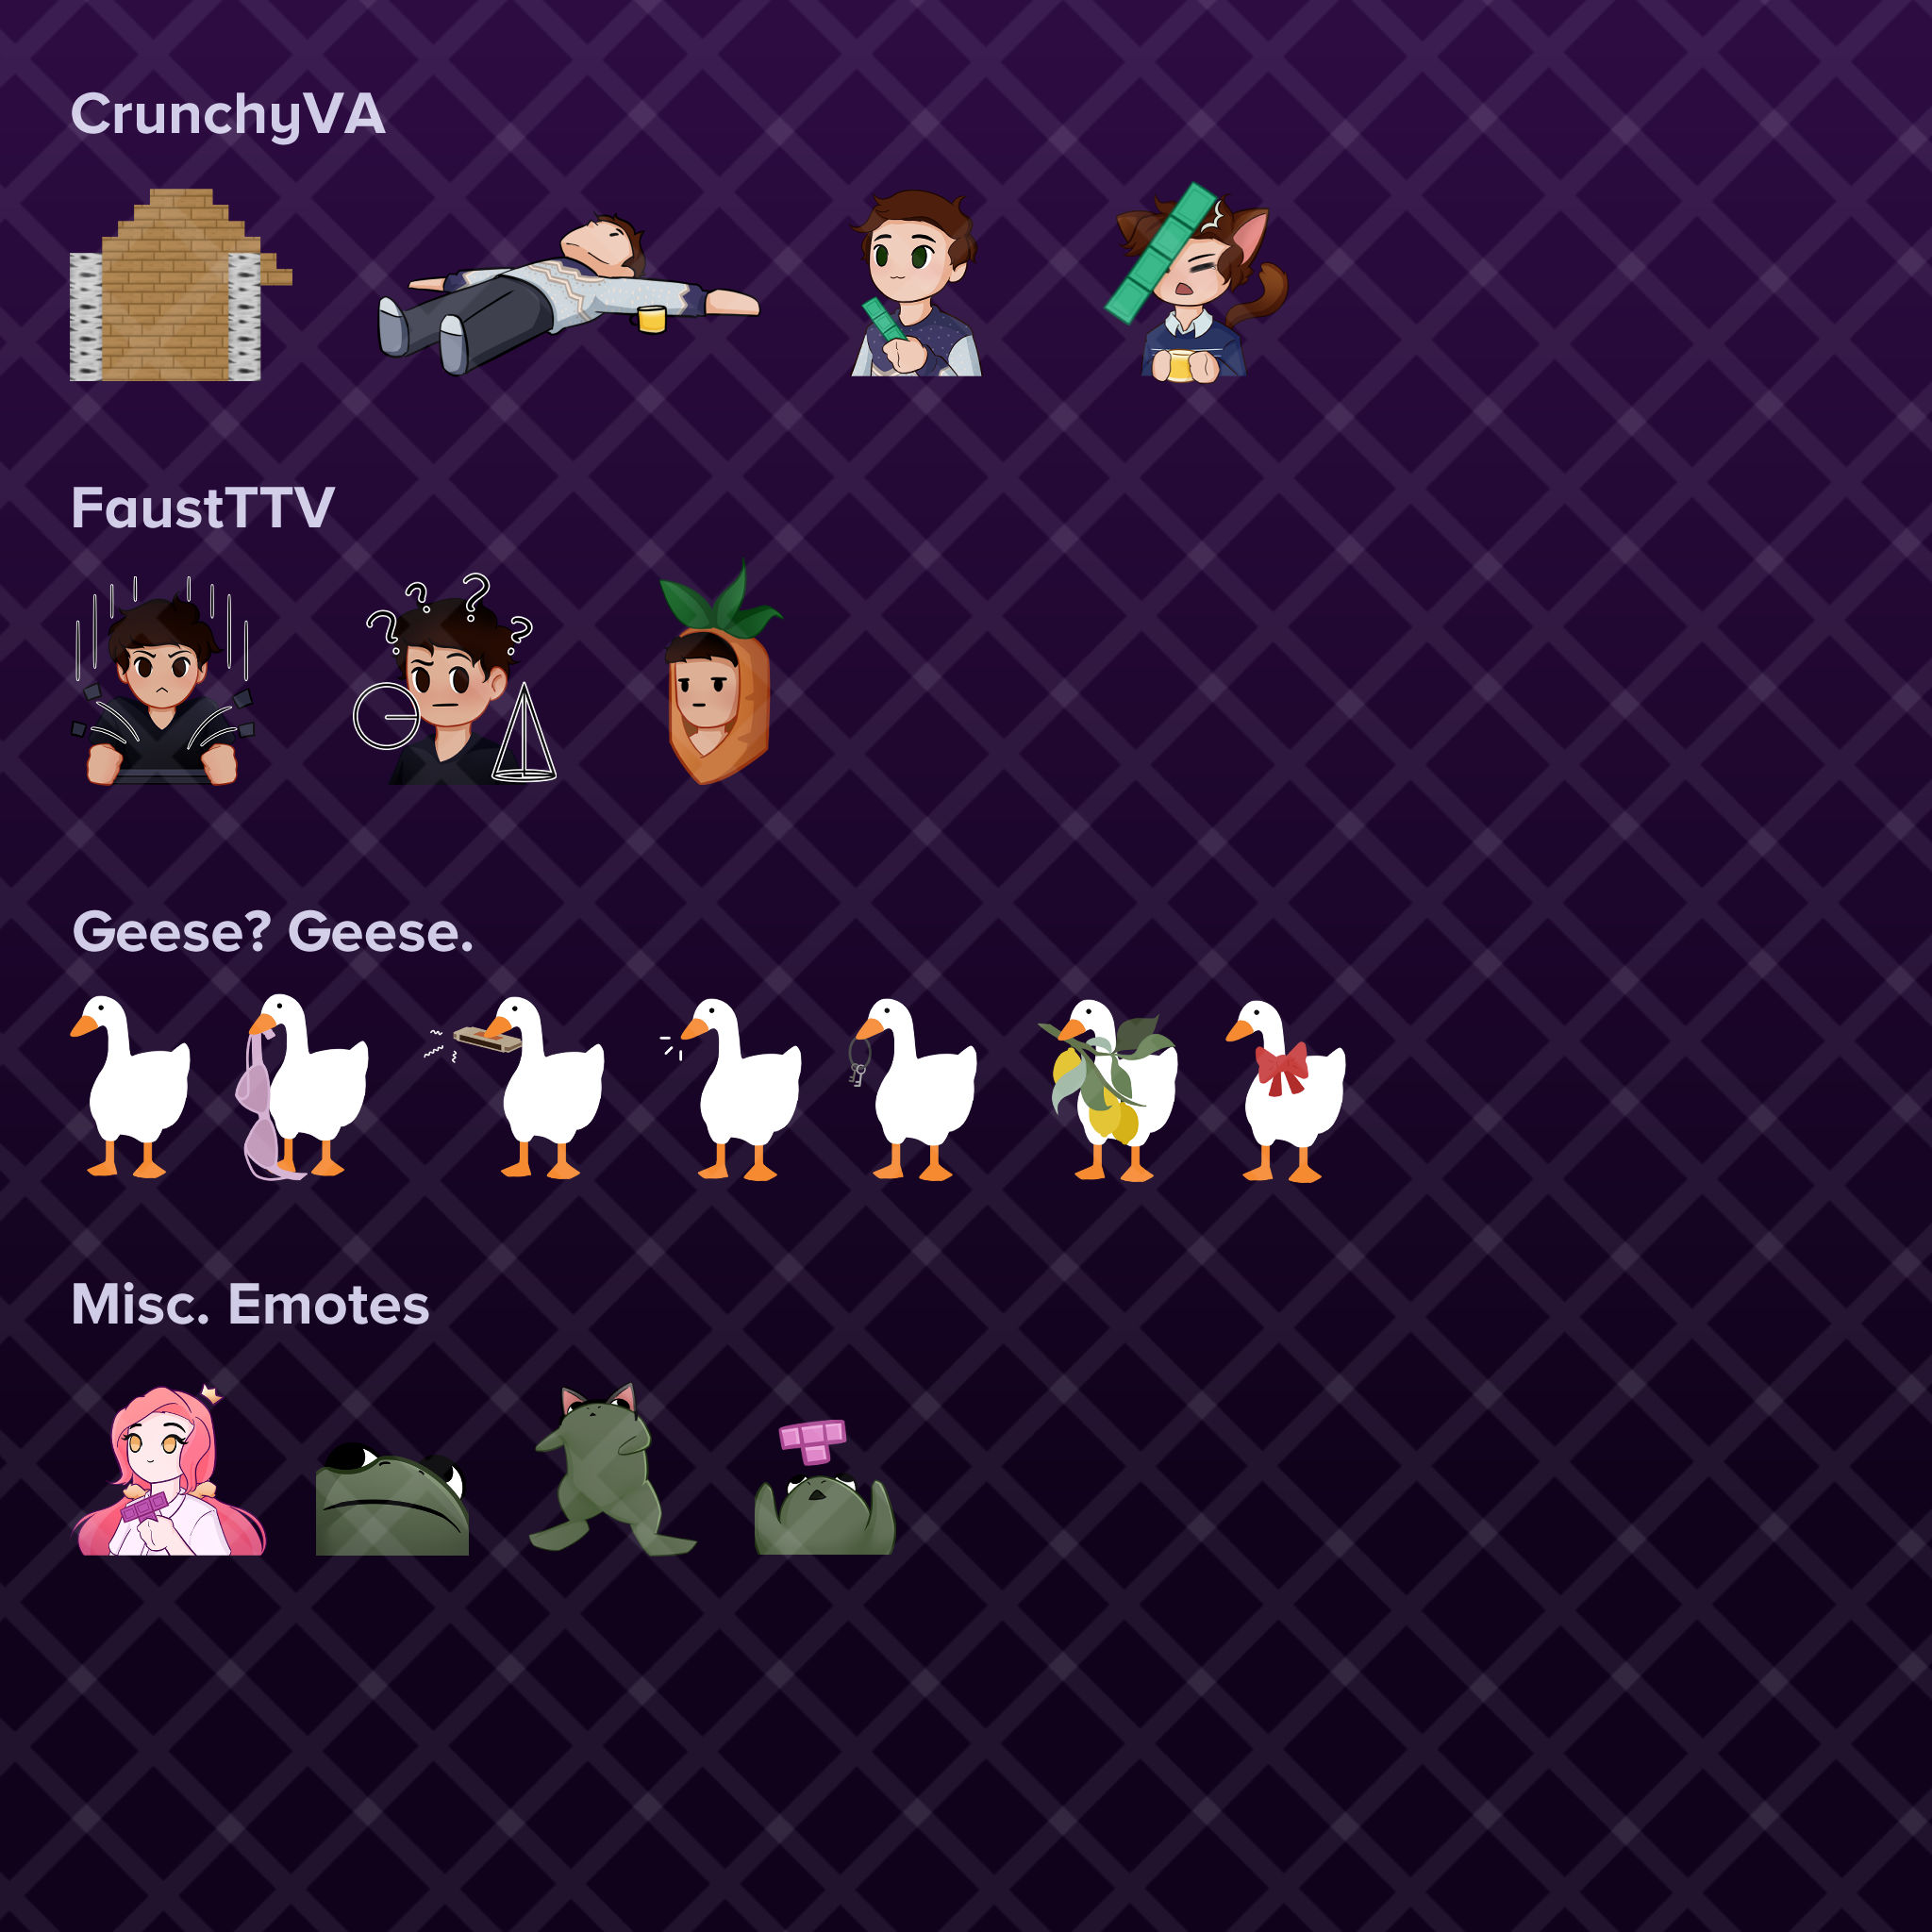 CrunchyVA
FaustTTV
? ? ? ?
Geese? Geese.
Misc. Emotes